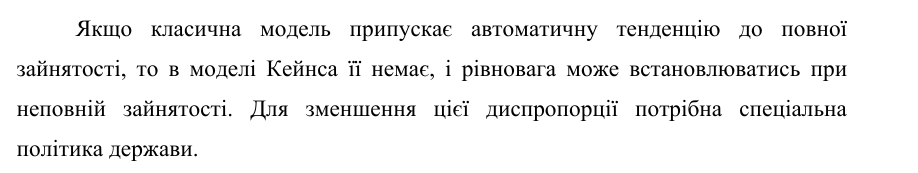 Якщо класична модель припускає автоматичну тенденцію до повної
зайнятості, то в моделі Кейнса її немає, і рівновага може встановлюватись при
неповній зайнятості. Для зменшення цієї диспропорції потрібна спеціальна
політика держави.